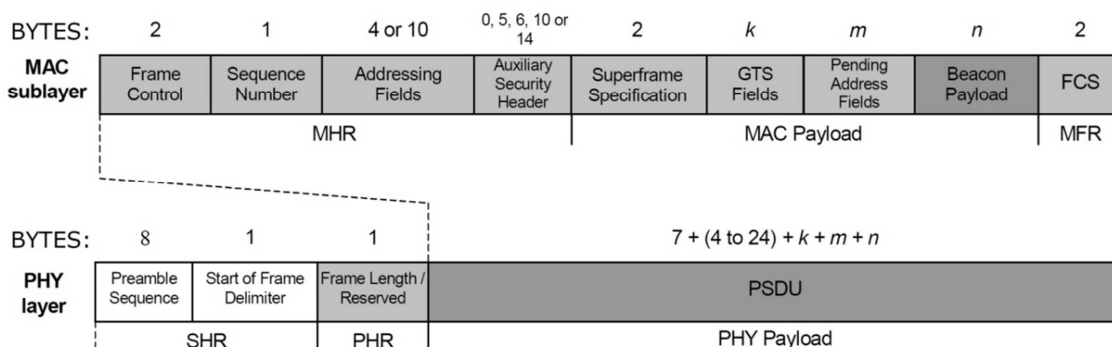 BYTES: 2 1 4 or 10 0, 5, 6, 10 or 14 2 k m n 2
MAC sublayer
Frame Control
Sequence Number
Addressing Fields
Auxiliary Security Header
Superframe Specification
GTS Fields
Pending Address Fields
Beacon Payload
FCS
MHR MAC Payload MFR
BYTES: 8 1 1 7 + (4 to 24) + k + m + n
PHY layer
Preamble Sequence
Start of Frame Delimiter
Frame Length / Reserved
PSDU
SHR PHR PHY Payload